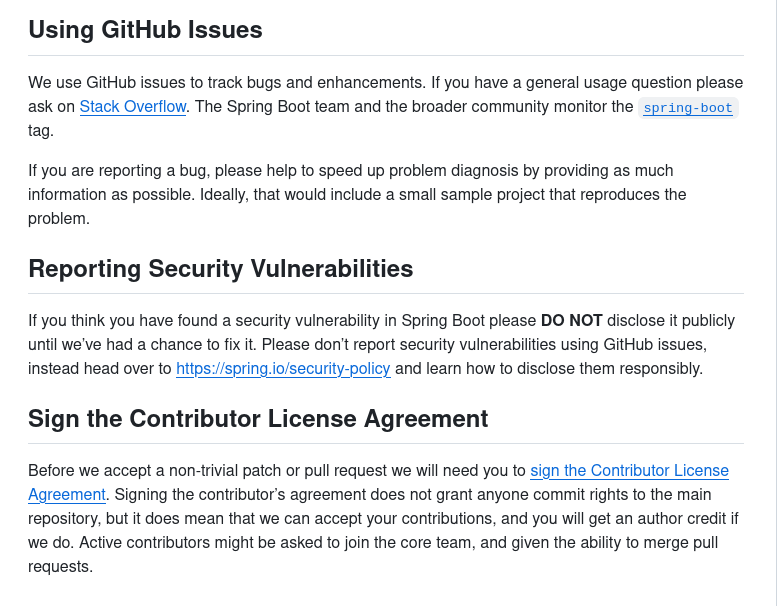 Using GitHub Issues
We use GitHub issues to track bugs and enhancements. If you have a general usage question please
ask on Stack Overflow. The Spring Boot team and the broader community monitor the spring-boot
tag.
If you are reporting a bug, please help to speed up problem diagnosis by providing as much
information as possible. Ideally, that would include a small sample project that reproduces the
problem.
Reporting Security Vulnerabilities
If you think you have found a security vulnerability in Spring Boot please DO NOT disclose it publicly
until we’ve had a chance to fix it. Please don’t report security vulnerabilities using GitHub issues,
instead head over to https://spring.io/security-policy and learn how to disclose them responsibly.
Sign the Contributor License Agreement
Before we accept a non-trivial patch or pull request we will need you to sign the Contributor License
Agreement. Signing the contributor’s agreement does not grant anyone commit rights to the main
repository, but it does mean that we can accept your contributions, and you will get an author credit if
we do. Active contributors might be asked to join the core team, and given the ability to merge pull
requests.